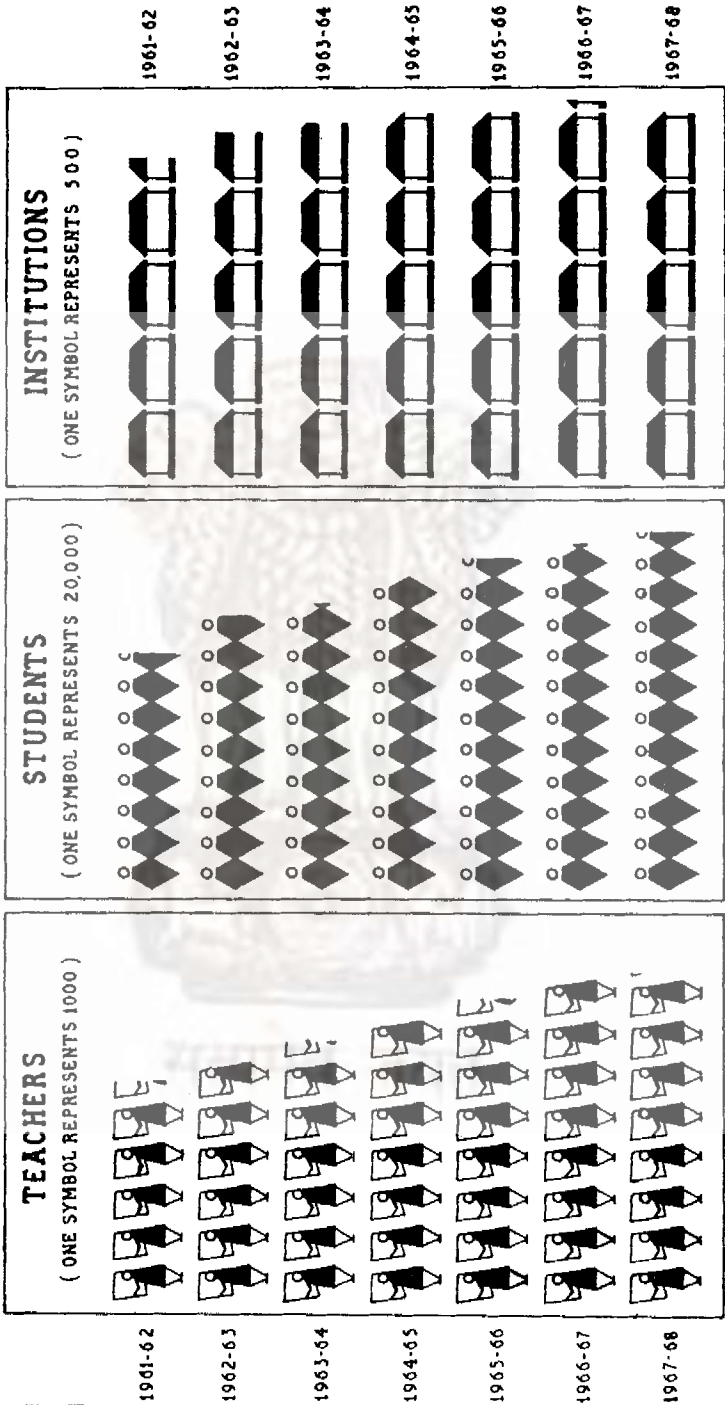 TEACHERS
( ONE SYMBOL REPRESENTS 1000 )
1961-62
1962-63
1963-64
1964-65
1965-66
1966-67
1967-68
STUDENTS
( ONE SYMBOL REPRESENTS 20,000 )
INSTITUTIONS
( ONE SYMBOL REPRESENTS 500 )
1961-62
1962-63
1963-64
1964-65
1965-66
1966-67
1967-68